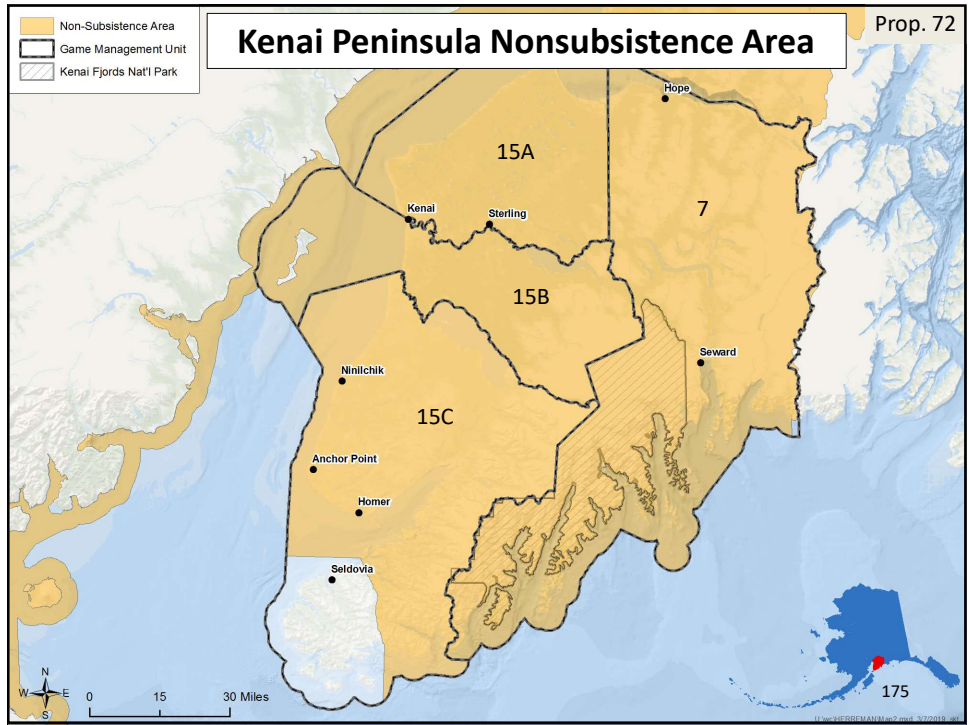 Non-Subsistence Area
Game Management Unit
Kenai Fjords Nat'l Park
Kenai Peninsula Nonsubsistence Area
Prop. 72
Hope
15A
7
Kenai
Sterling
15B
Seward
Ninilchik
15C
Anchor Point
Homer
Seldovia
N
W
E
S
0
15
30 Miles
175